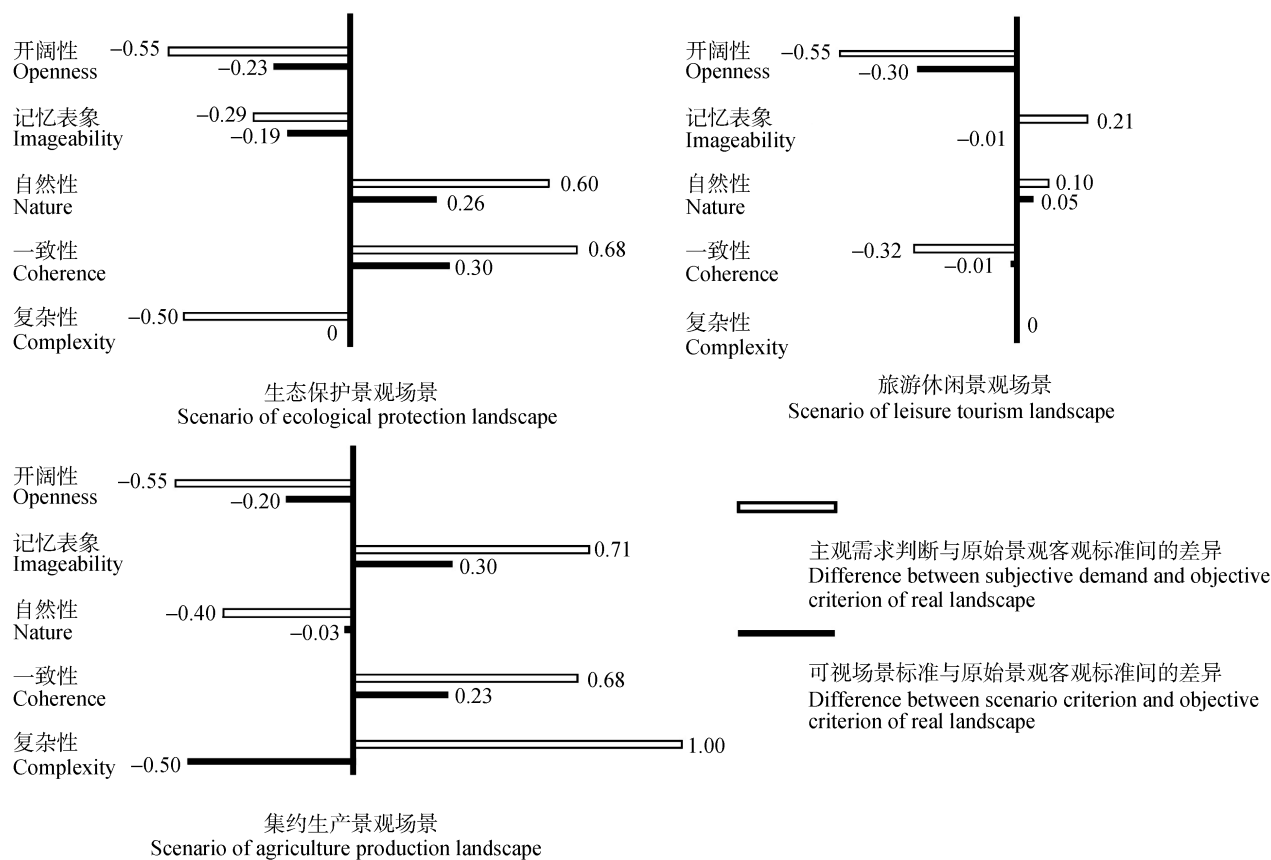 开阔性
Openness
−0.55
−0.23
记忆表象
Imageability
−0.29
−0.19
自然性
Nature
0.60
0.26
一致性
Coherence
0.68
0.30
复杂性
Complexity
−0.50
0
生态保护景观场景
Scenario of ecological protection landscape
开阔性
Openness
−0.55
−0.30
记忆表象
Imageability
0.21
−0.01
自然性
Nature
0.10
0.05
一致性
Coherence
−0.32
−0.01
复杂性
Complexity
0
旅游休闲景观场景
Scenario of leisure tourism landscape
开阔性
Openness
−0.55
−0.20
记忆表象
Imageability
0.71
0.30
自然性
Nature
−0.40
−0.03
一致性
Coherence
0.68
0.23
复杂性
Complexity
1.00
−0.50
集约生产景观场景
Scenario of agriculture production landscape
主观需求判断与原始景观客观标准间的差异
Difference between subjective demand and objective
criterion of real landscape
可视场景标准与原始景观客观标准间的差异
Difference between scenario criterion and objective
criterion of real landscape